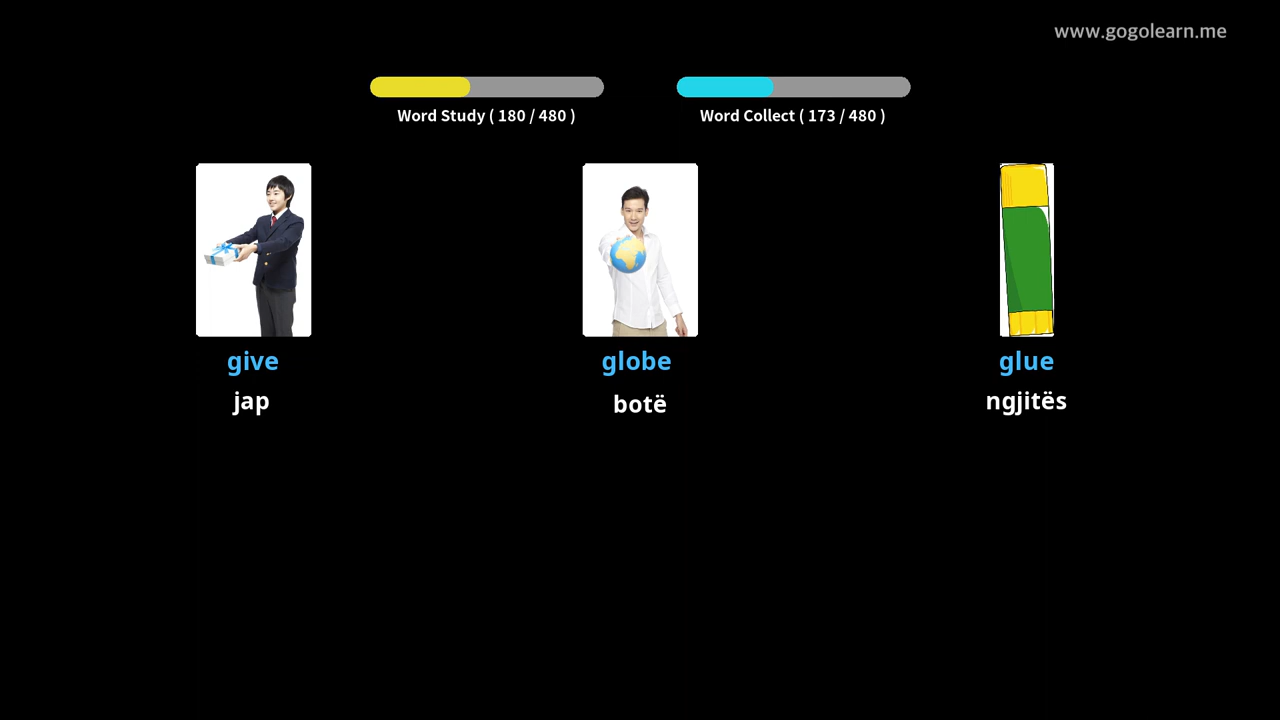 www.gogolearn.me
Word Study ( 180 / 480 )
Word Collect ( 173 / 480 )
give
globe
glue
jap
botë
ngjitës